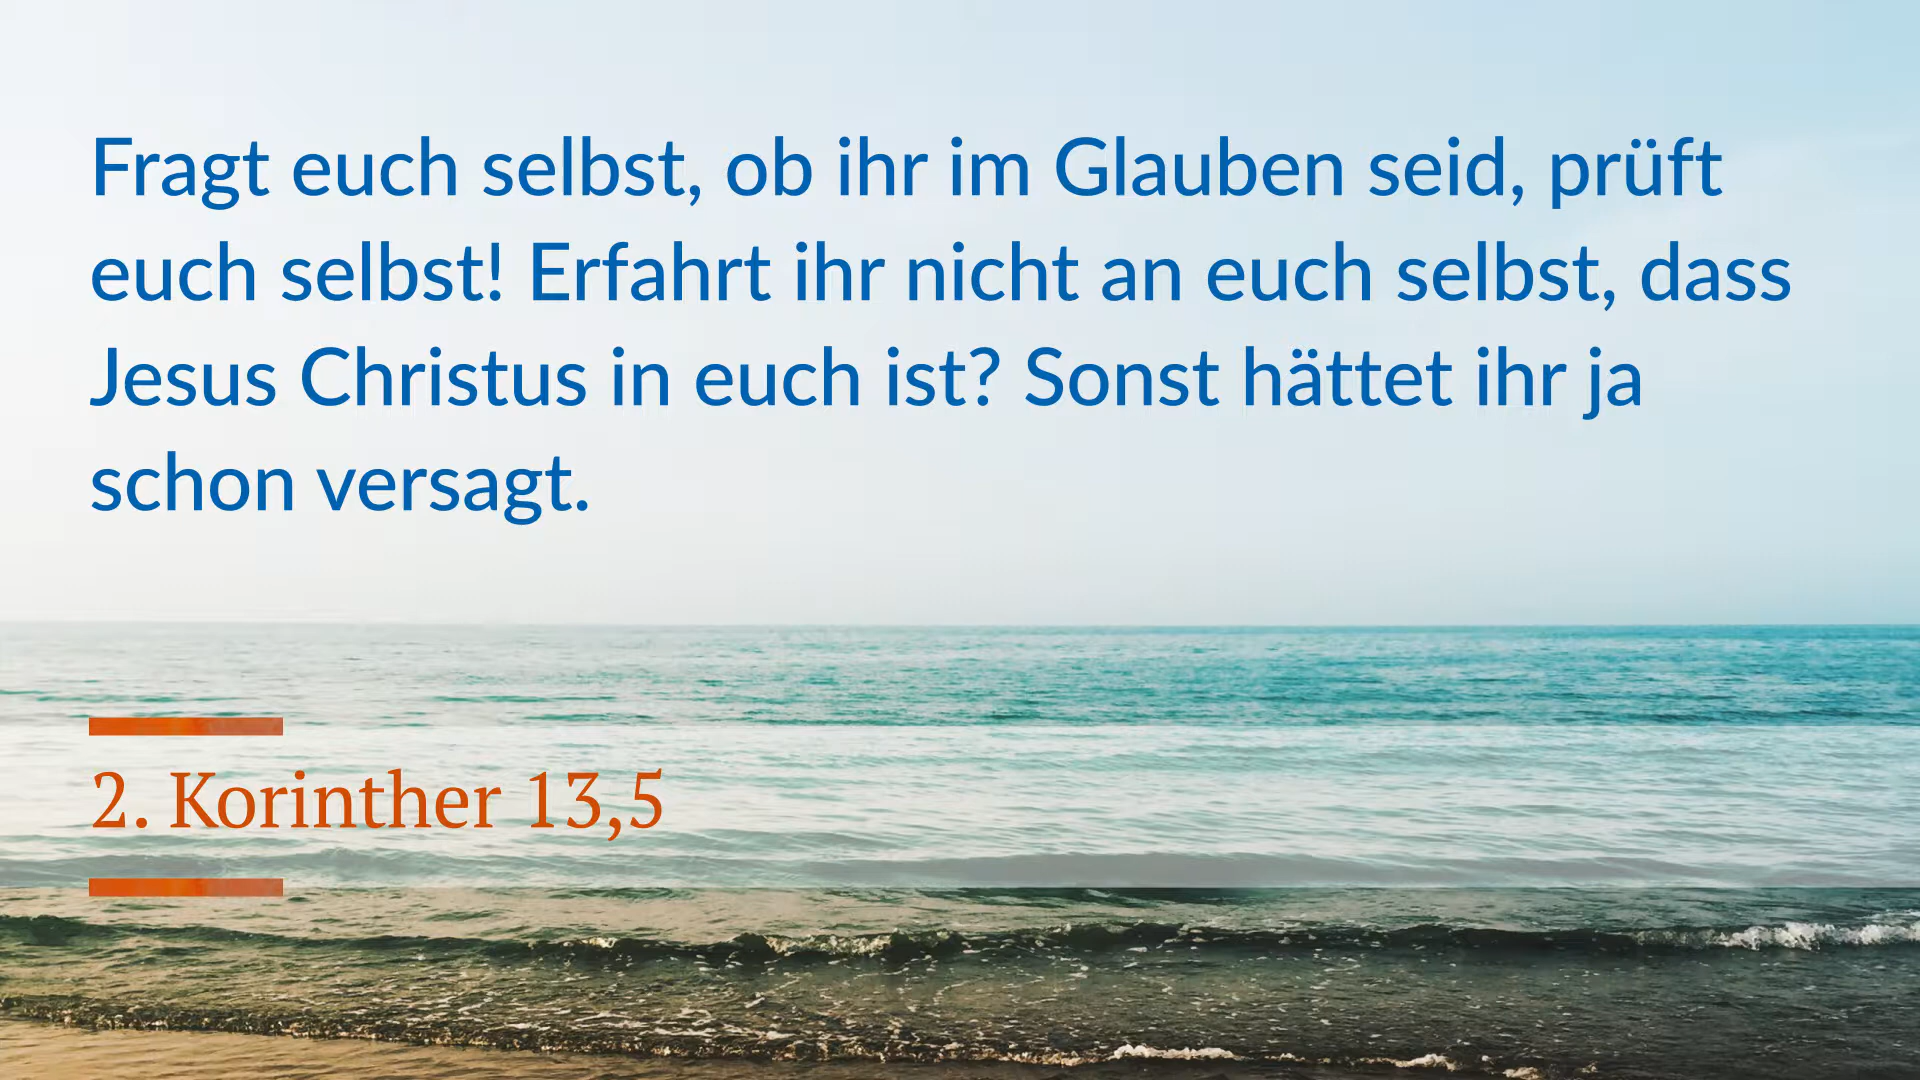 Fragt euch selbst, ob ihr im Glauben seid, prüft
euch selbst! Erfahrt ihr nicht an euch selbst, dass
Jesus Christus in euch ist? Sonst hättet ihr ja
schon versagt.
2. Korinther 13,5